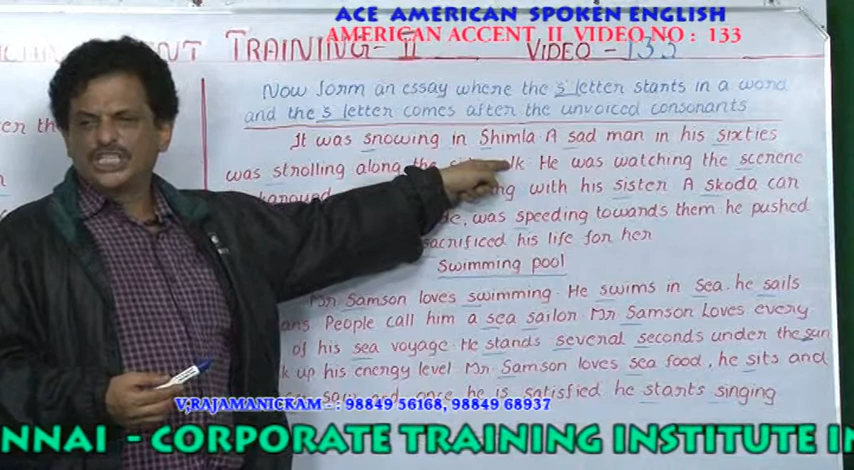 ACE AMERICAN SPOKEN ENGLISH
AMERICAN ACCENT II VIDEO NO : 133
TRAINING - II VIDEO - 133
Now form an essay where the 's' letter starts in a word
and the 's' letter comes after the unvoiced consonants
It was snowing in Shimla A sad man in his sixties
was strolling along the He was watching the scerene
with his sister A skoda car
was speeding towards them he pushed
sacrificed his life for her
Swimming pool
Mr Samson loves swimming. He swims in sea. he sails
People call him a sea sailor Mr Samson Loves every
of his sea voyage. He stands several seconds under the sun
up his energy level Mr. Samson loves sea food, he sits and
and once he is satisfied he starts singing
V,RAJAMANICKAM : 98849 56168, 98849 68937
ENNAI - CORPORATE TRAINING INSTITUTE IN